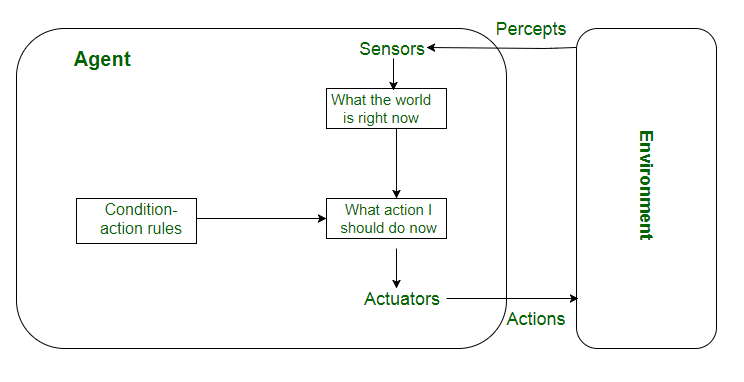 Percepts
Agent
Sensors
What the world
is right now
Condition-
action rules
What action I
should do now
Actuators
Actions
Environment